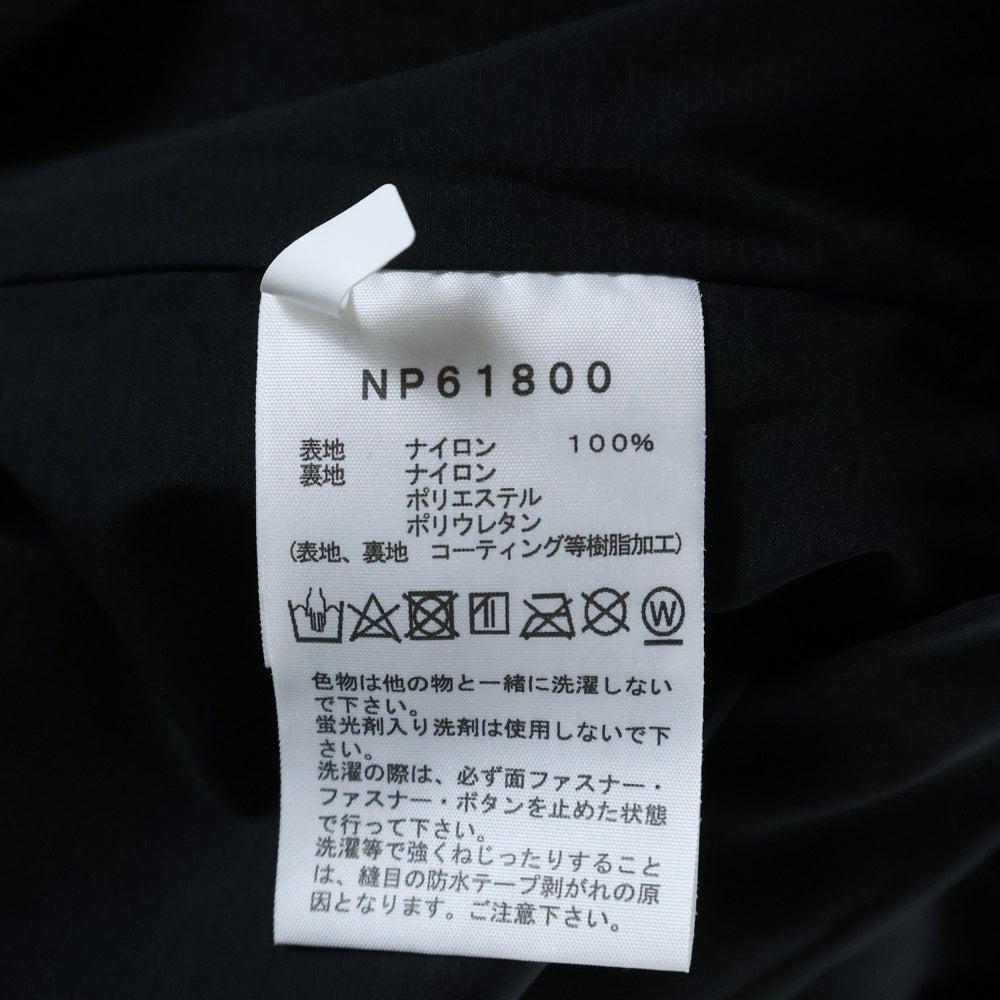 NP61800
表地 ナイロン 100%
裏地 ナイロン
ポリエステル
ポリウレタン
(表地、裏地 コーティング等樹脂加工)
W
色物は他の物と一緒に洗濯しない
で下さい。
蛍光剤入り洗剤は使用しないで下
さい。
洗濯の際は、必ず面ファスナー・
ファスナー・ボタンを止めた状態
で行って下さい。
洗濯等で強くねじったりすること
は、縫目の防水テープ剥がれの原
因となります。ご注意下さい。